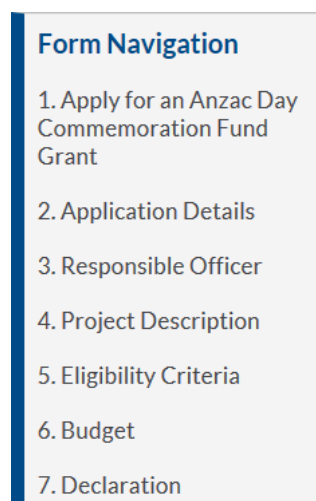 Form Navigation
1. Apply for an Anzac Day
Commemoration Fund
Grant
2. Application Details
3. Responsible Officer
4. Project Description
5. Eligibility Criteria
6. Budget
7. Declaration